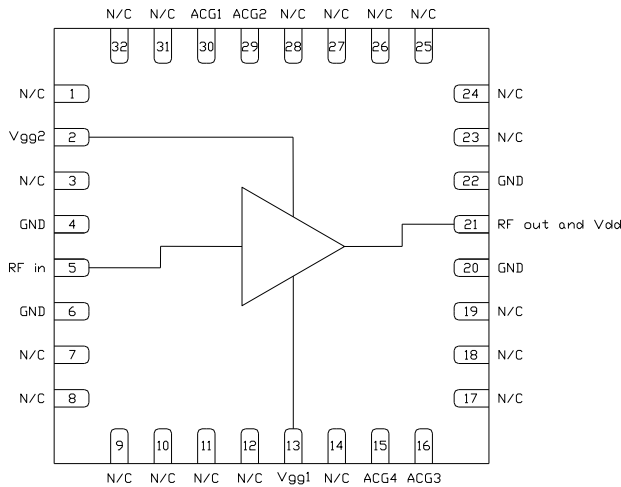 N/C N/C ACG1 ACG2 N/C N/C N/C N/C
32 31 30 29 28 27 26 25
N/C 1 24 N/C
Vgg2 2 23 N/C
N/C 3 22 GND
GND 4 21 RF out and Vdd
RF in 5 20 GND
GND 6 19 N/C
N/C 7 18 N/C
N/C 8 17 N/C
9 10 11 12 13 14 15 16
N/C N/C N/C N/C Vgg1 N/C ACG4 ACG3